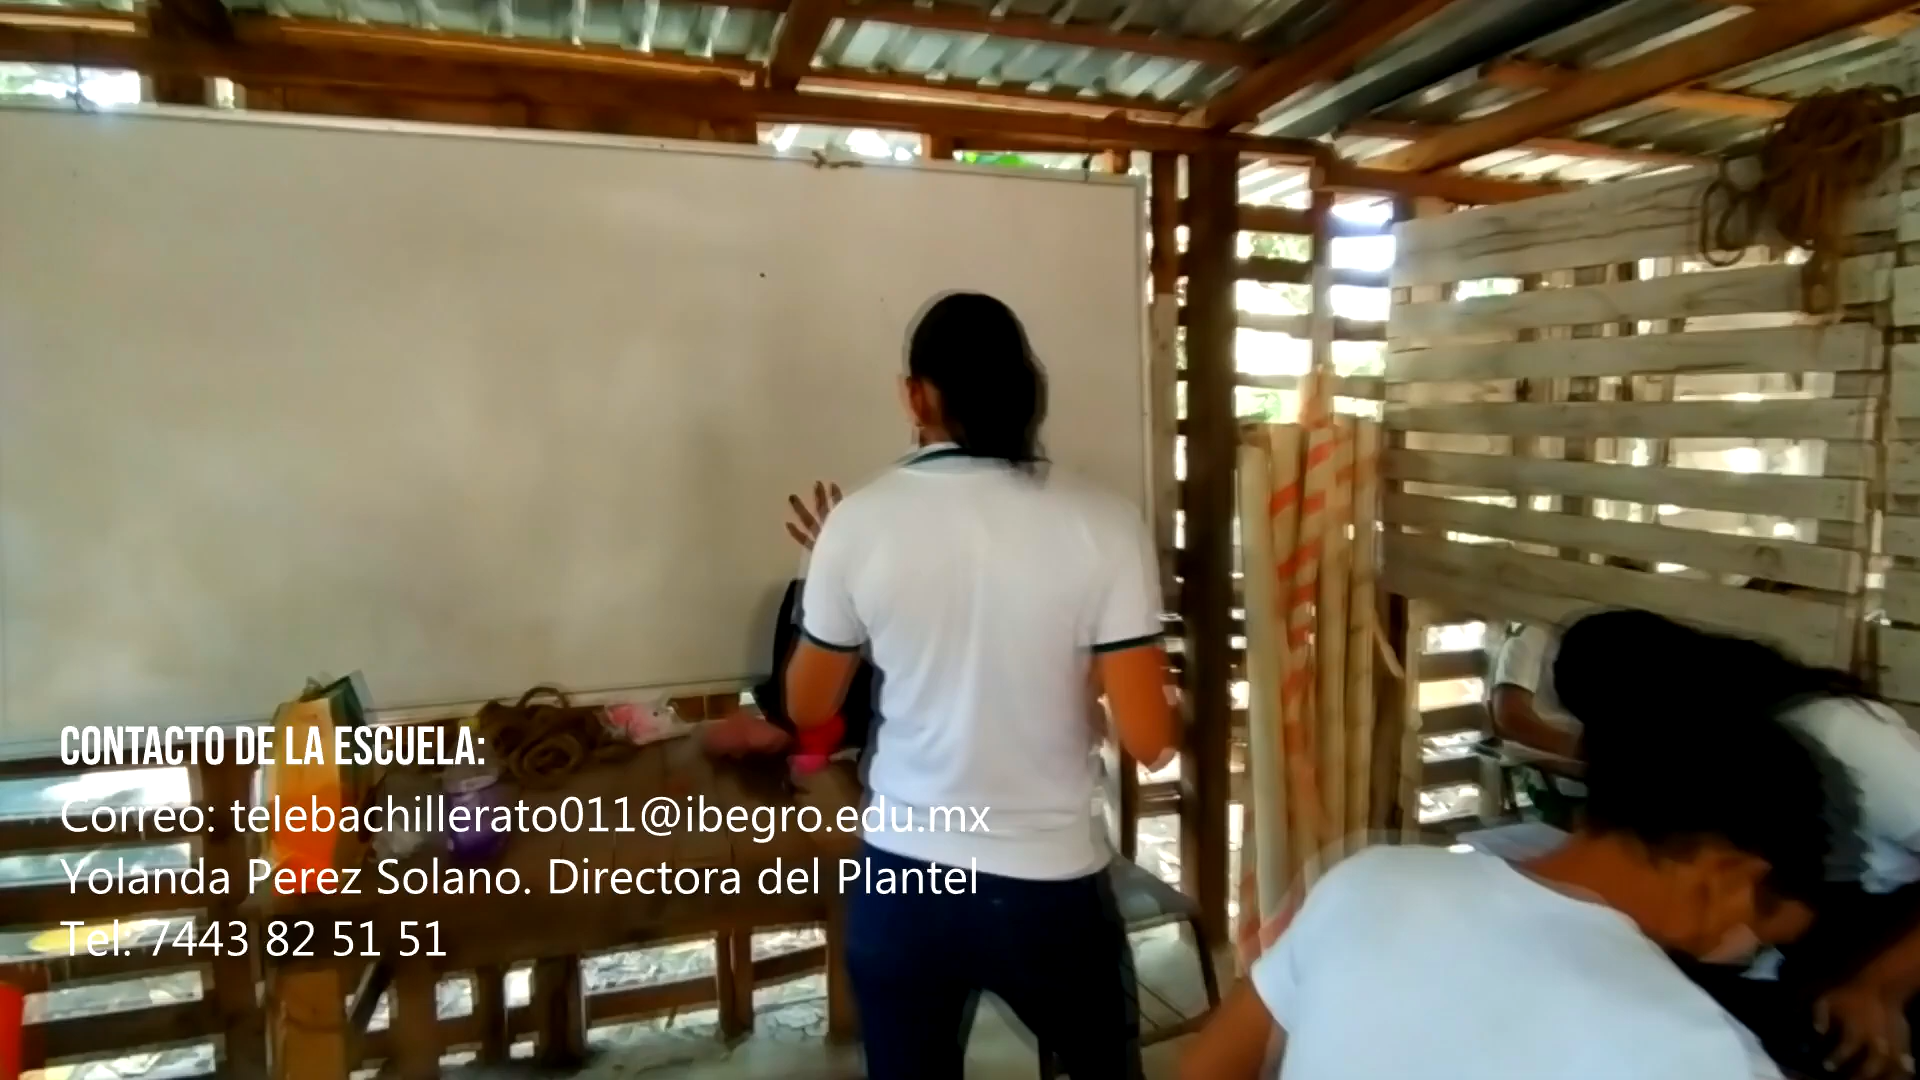 CONTACTO DE LA ESCUELA:
Correo: telebachillerato011@ibegro.edu.mx
Yolanda Perez Solano. Directora del Plantel
Tel: 7443 82 51 51